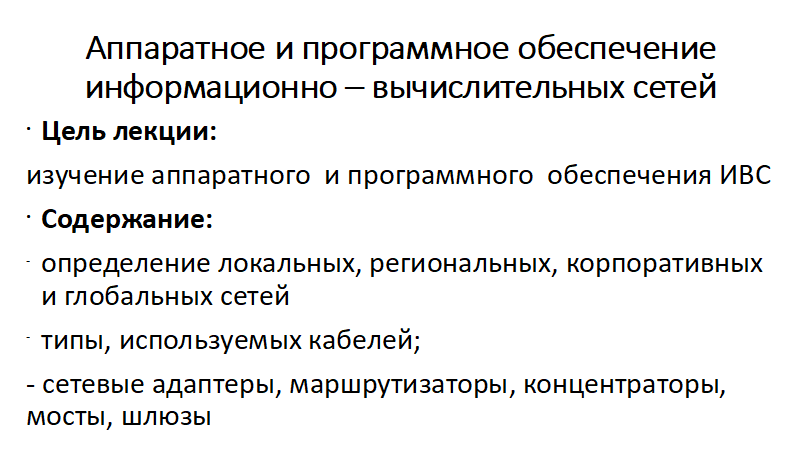 Аппаратное и программное обеспечение
информационно – вычислительных сетей
· Цель лекции:
изучение аппаратного и программного обеспечения ИВС
· Содержание:
- определение локальных, региональных, корпоративных
и глобальных сетей
- типы, используемых кабелей;
- сетевые адаптеры, маршрутизаторы, концентраторы,
мосты, шлюзы